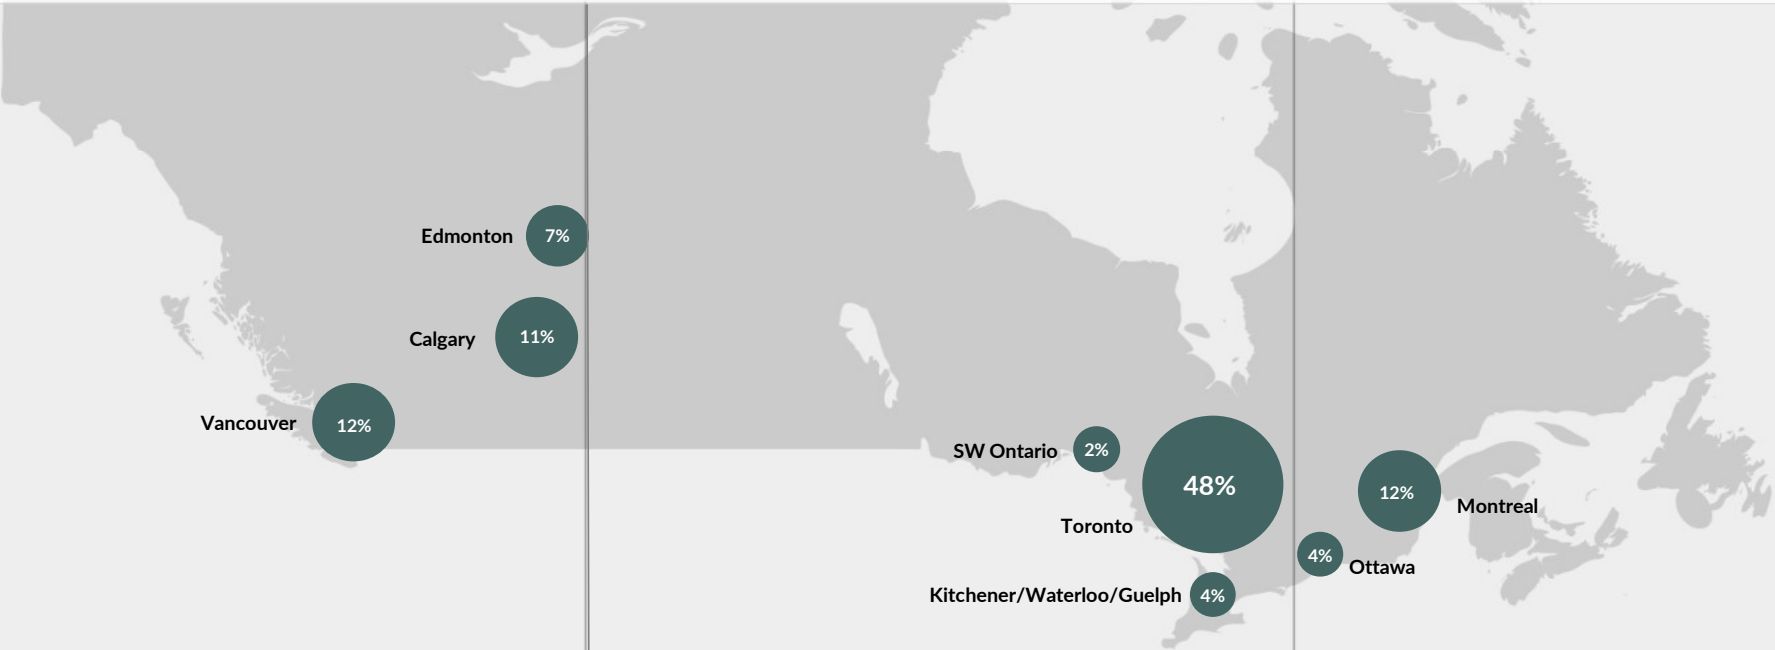 Edmonton 7%
Calgary 11%
Vancouver 12%
SW Ontario 2%
48%
Toronto
12%
Montreal
4%
Ottawa
Kitchener/Waterloo/Guelph 4%